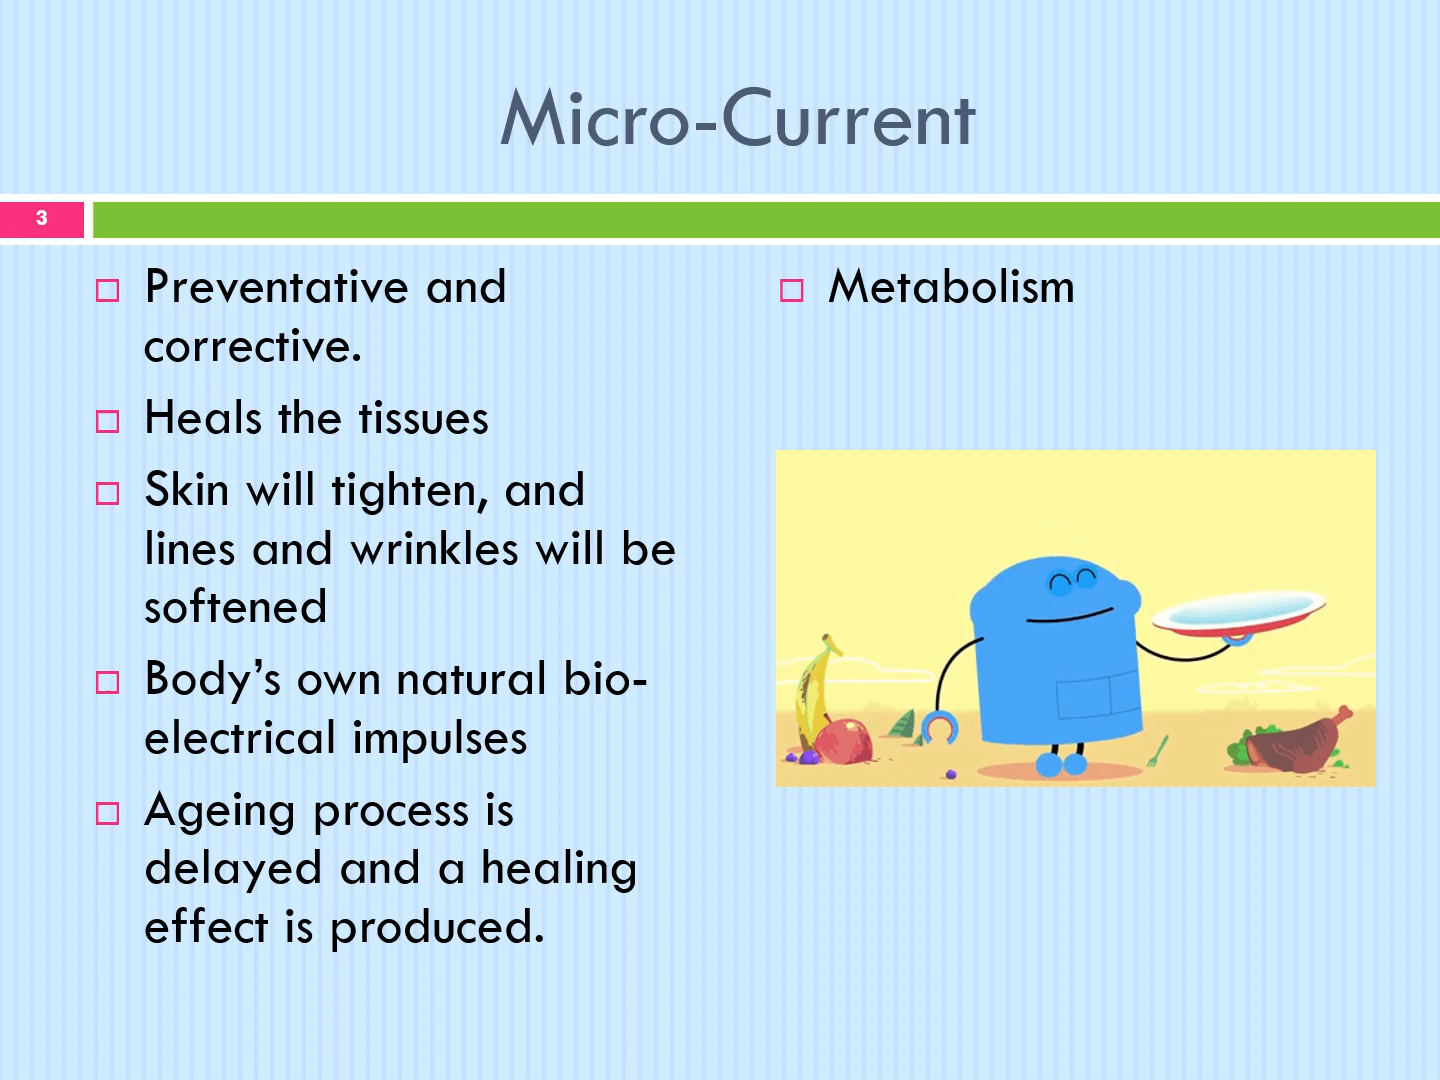 Micro-Current
3
Preventative and
corrective.
Heals the tissues
Skin will tighten, and
lines and wrinkles will be
softened
Body’s own natural bio-
electrical impulses
Ageing process is
delayed and a healing
effect is produced.
Metabolism